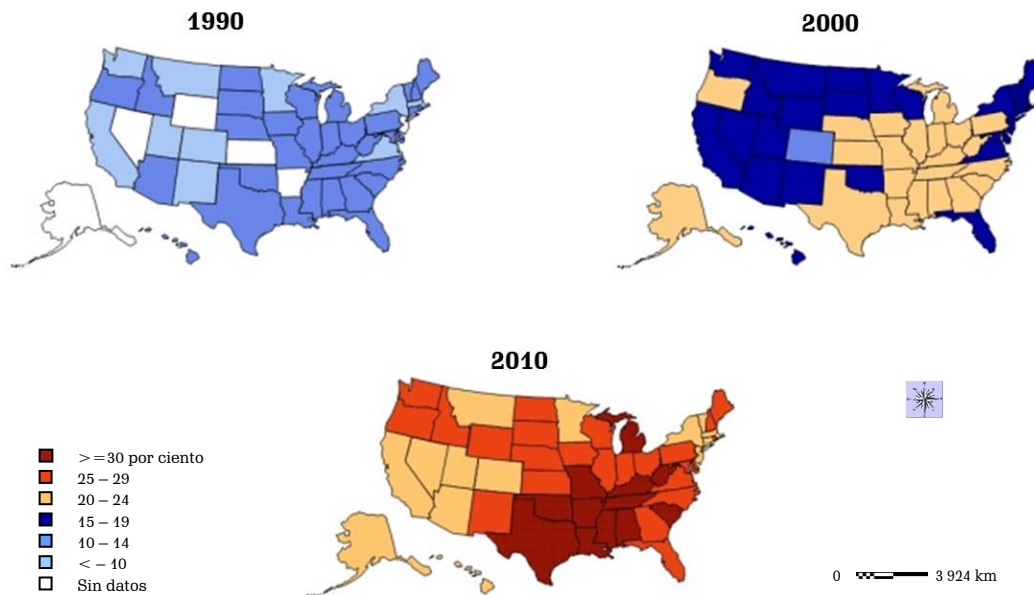 1990
2000
2010
>=30 por ciento
25 – 29
20 – 24
15 – 19
10 – 14
< – 10
Sin datos
0 3 924 km